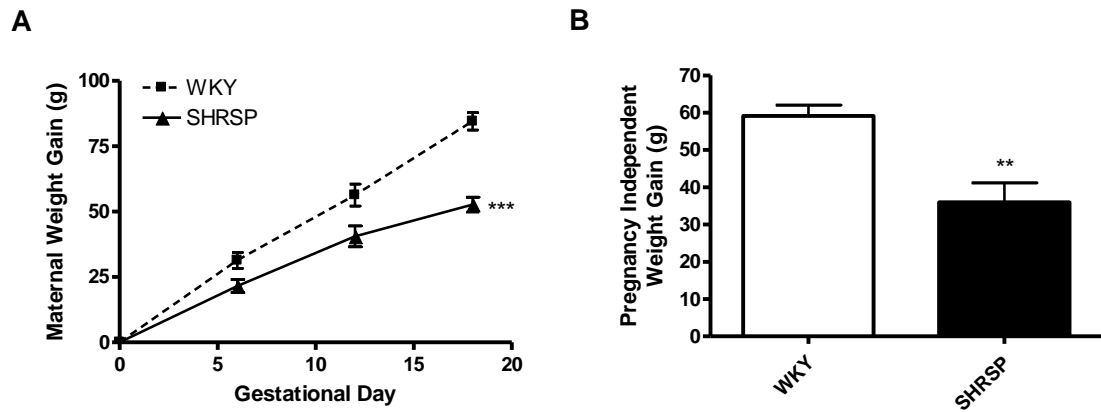 A
WKY
SHRSP
Maternal Weight Gain (g)
100
75
50
25
0
***
0 5 10 15 20
Gestational Day
B
Pregnancy Independent
Weight Gain (g)
70
60
50
40
30
20
10
0
**
WKY
SHRSP